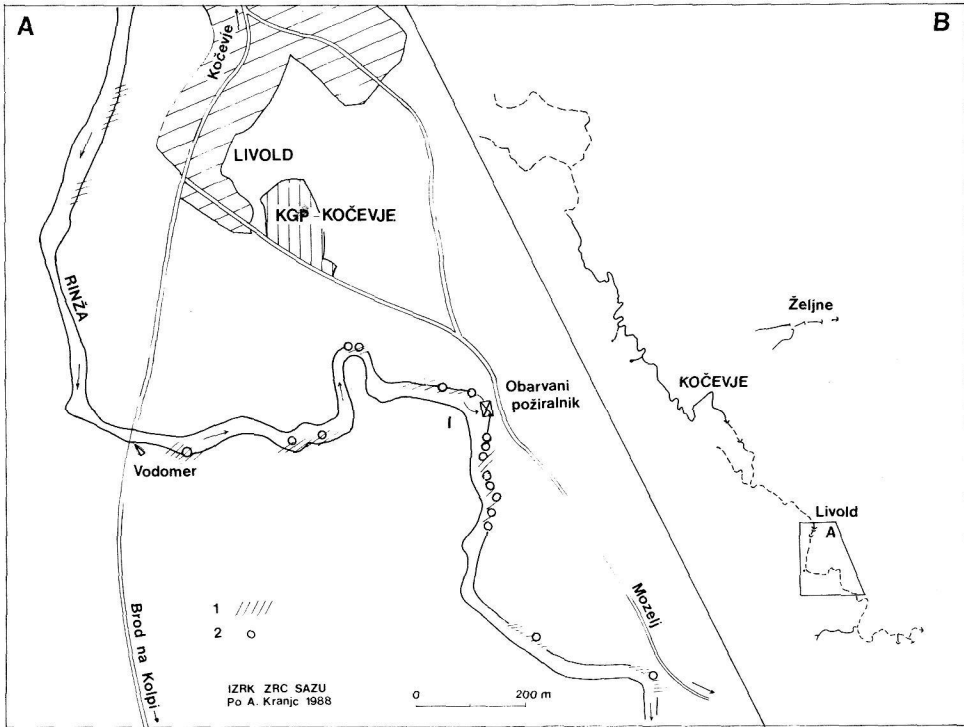 A
B
Kočevje
LIVOLD
KGP - KOČEVJE
RINŽA
Željne
KOČEVJE
Obarvani
požiralnik
1
Vodomer
Livold
A
1
2
Mozelj
Brod na Kolpi
IZRK ZRC SAZU
Po A. Kranjc 1988
0 200 m